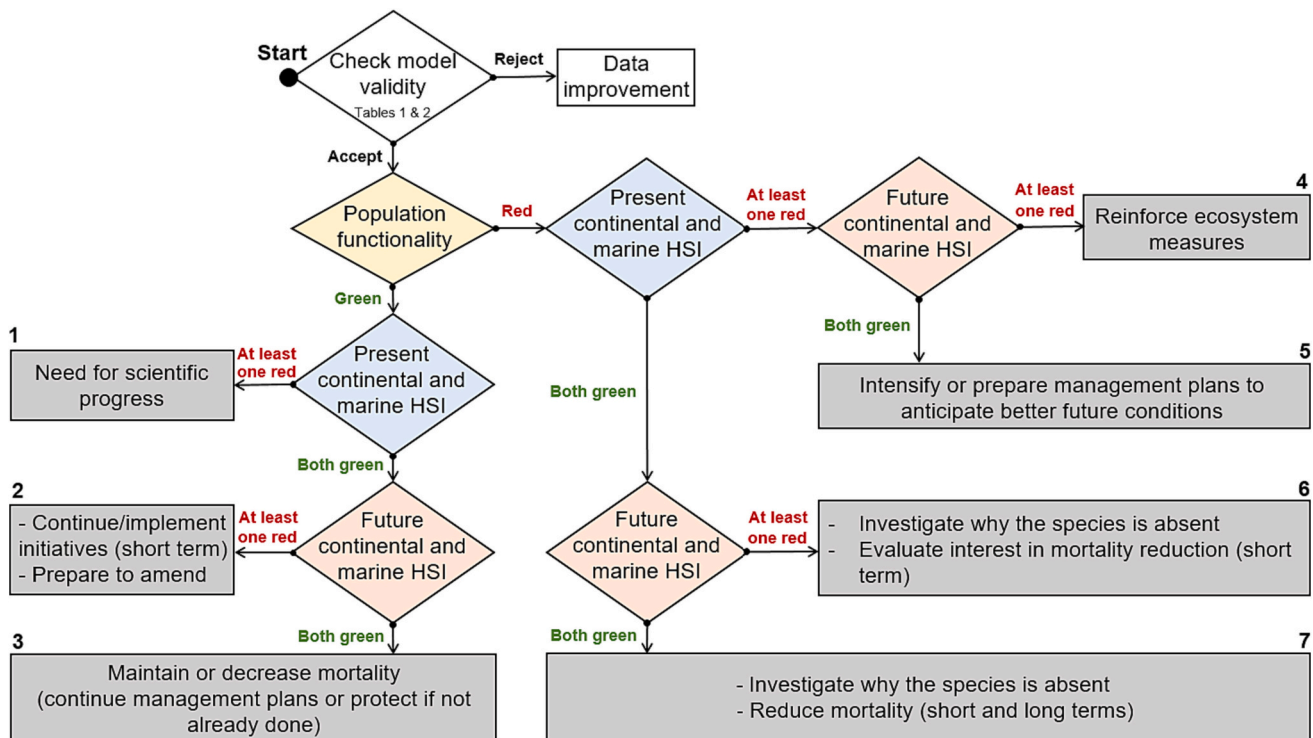 Start
Check model
validity
Tables 1 & 2
Reject
Data
improvement
Accept
Population
functionality
Red
Present
continental and
marine HSI
At least
one red
Future
continental and
marine HSI
At least
one red
4
Reinforce ecosystem
measures
Both green
5
Intensify or prepare management plans to
anticipate better future conditions
Green
1
Need for scientific
progress
At least
one red
Present
continental and
marine HSI
Both green
Both green
2
- Continue/implement
initiatives (short term)
- Prepare to amend
At least
one red
Future
continental and
marine HSI
Future
continental and
marine HSI
At least
one red
6
- Investigate why the species is absent
- Evaluate interest in mortality reduction (short
term)
Both green
3
Maintain or decrease mortality
(continue management plans or protect if not
already done)
Both green
7
- Investigate why the species is absent
- Reduce mortality (short and long terms)